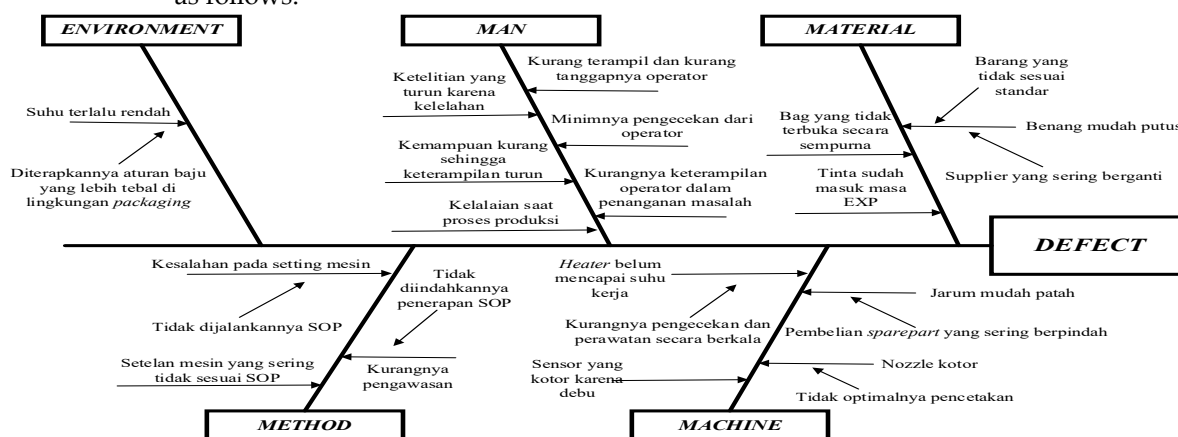 as follows:
ENVIRONMENT
MAN
MATERIAL
Suhu terlalu rendah
Diterapkannya aturan baju
yang lebih tebal di
lingkungan packaging
Ketelitian yang
turun karena
kelelahan
Kurang terampil dan kurang
tanggapnya operator
Minimnya pengecekan dari
operator
Kemampuan kurang
sehingga
keterampilan turun
Kurangnya keterampilan
operator dalam
penanganan masalah
Kelalaian saat
proses produksi
Barang yang
tidak sesuai
standar
Bag yang tidak
terbuka secara
sempurna
Benang mudah putus
Supplier yang sering berganti
Tinta sudah
masuk masa
EXP
DEFECT
Kesalahan pada setting mesin
Tidak
diindahkannya
penerapan SOP
Tidak dijalankannya SOP
Setelan mesin yang sering
tidak sesuai SOP
Kurangnya
pengawasan
Heater belum
mencapai suhu
kerja
Jarum mudah patah
Kurangnya pengecekan dan
perawatan secara berkala
Pembelian sparepart yang sering berpindah
Sensor yang
kotor karena
debu
Nozzle kotor
Tidak optimalnya pencetakan
METHOD
MACHINE